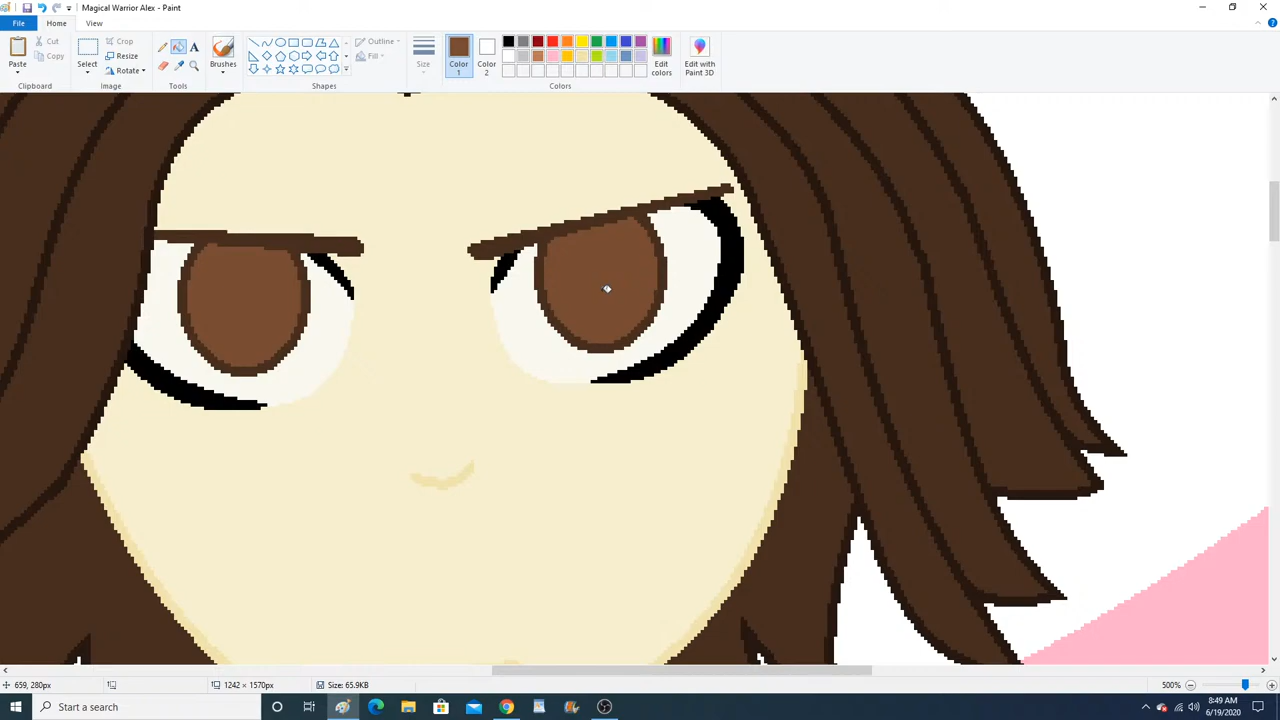 Magical Warrior Alex - Paint
File Home View
Paste
Cut
Copy
Clipboard
Select
Crop
Resize
Rotate
Image
A
Tools
Brushes
Outline
Fill
Shapes
Size
Color 1
Color 2
Edit colors
Colors
Edit with Paint 3D
659, 280px
1242 × 1570px
Size: 65.9KB
500%
Start a search
8:49 AM
6/19/2020